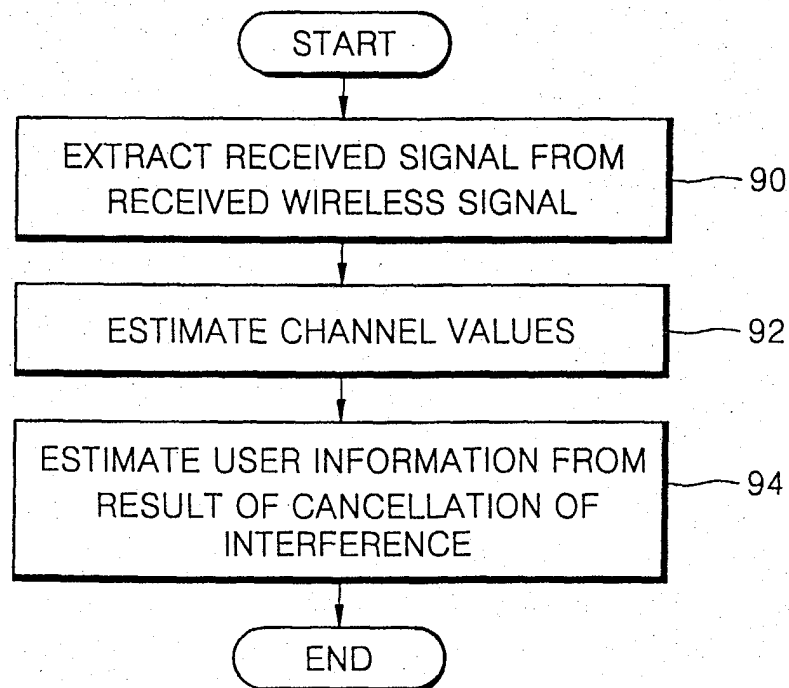 START
EXTRACT RECEIVED SIGNAL FROM
RECEIVED WIRELESS SIGNAL
90
ESTIMATE CHANNEL VALUES
92
ESTIMATE USER INFORMATION FROM
RESULT OF CANCELLATION OF
INTERFERENCE
94
END